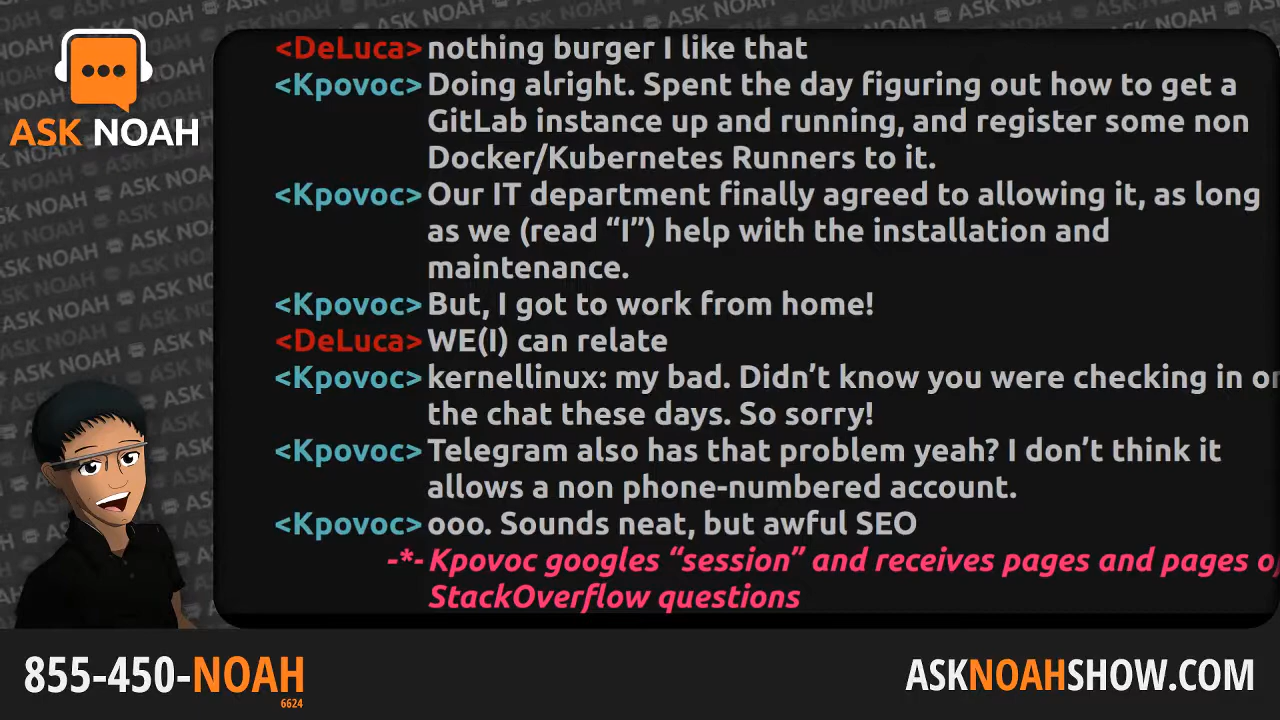 ASK NOAH
<DeLuca> nothing burger I like that
<Kpovoc> Doing alright. Spent the day figuring out how to get a
GitLab instance up and running, and register some non
Docker/Kubernetes Runners to it.
<Kpovoc> Our IT department finally agreed to allowing it, as long
as we (read “I”) help with the installation and
maintenance.
<Kpovoc> But, I got to work from home!
<DeLuca> WE(I) can relate
<Kpovoc> kernellinux: my bad. Didn’t know you were checking in on
the chat these days. So sorry!
<Kpovoc> Telegram also has that problem yeah? I don’t think it
allows a non phone-numbered account.
<Kpovoc> ooo. Sounds neat, but awful SEO
-*- Kpovoc googles “session” and receives pages and pages of
StackOverflow questions
855-450-NOAH
6624
ASKNOAHSHOW.COM